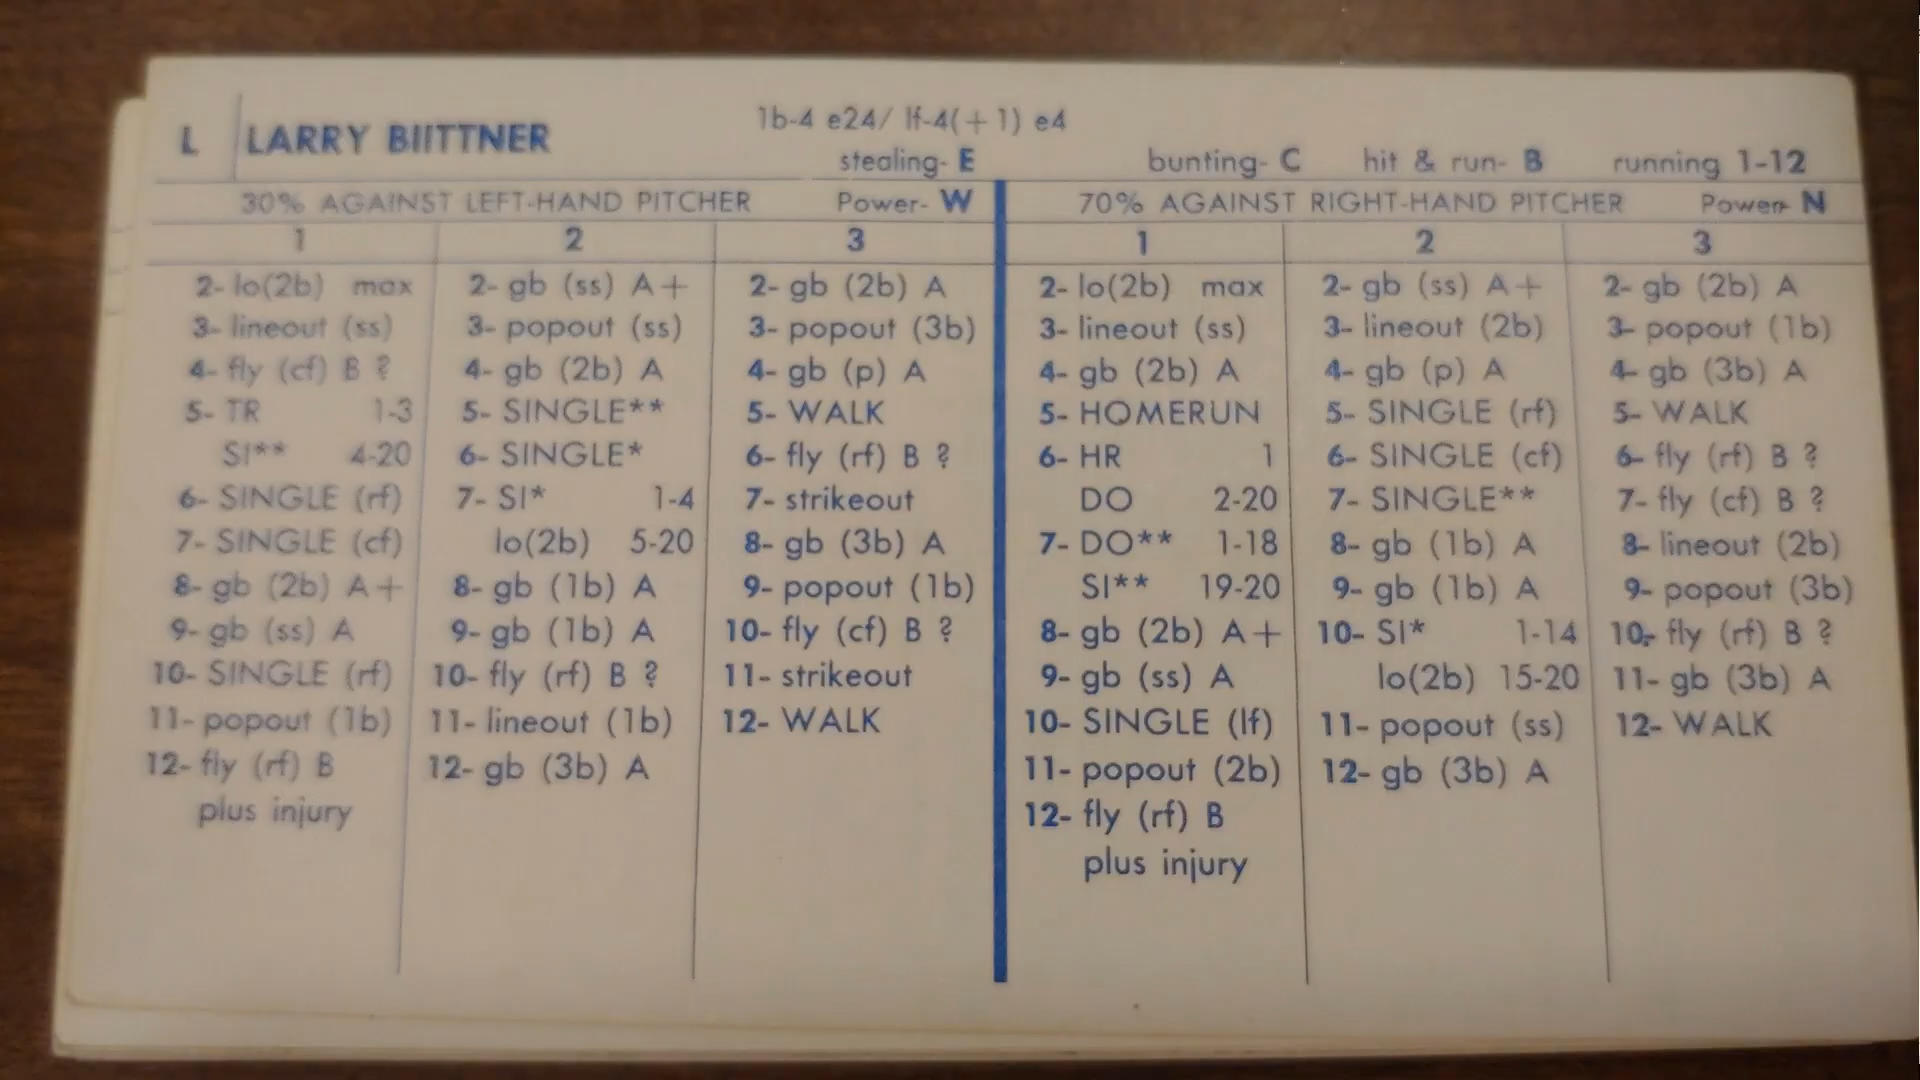 L LARRY BIITTNER 1b-4 e24/ lf-4(+1) e4
stealing- E bunting- C hit & run- B running 1-12
30% AGAINST LEFT-HAND PITCHER Power- W
1 2 3
2- lo(2b) max
3- lineout (ss)
4- fly (cf) B ?
5- TR 1-3
SI** 4-20
6- SINGLE (rf)
7- SINGLE (cf)
8- gb (2b) A+
9- gb (ss) A
10- SINGLE (rf)
11- popout (1b)
12- fly (rf) B
plus injury
2- gb (ss) A+
3- popout (ss)
4- gb (2b) A
5- SINGLE**
6- SINGLE*
7- SI* 1-4
lo(2b) 5-20
8- gb (1b) A
9- gb (1b) A
10- fly (rf) B ?
11- lineout (1b)
12- gb (3b) A
2- gb (2b) A
3- popout (3b)
4- gb (p) A
5- WALK
6- fly (rf) B ?
7- strikeout
8- gb (3b) A
9- popout (1b)
10- fly (cf) B ?
11- strikeout
12- WALK
70% AGAINST RIGHT-HAND PITCHER Power- N
1 2 3
2- lo(2b) max
3- lineout (ss)
4- gb (2b) A
5- HOMERUN
6- HR 1
DO 2-20
7- DO** 1-18
SI** 19-20
8- gb (2b) A+
9- gb (ss) A
10- SINGLE (lf)
11- popout (2b)
12- fly (rf) B
plus injury
2- gb (ss) A+
3- lineout (2b)
4- gb (p) A
5- SINGLE (rf)
6- SINGLE (cf)
7- SINGLE**
8- gb (1b) A
9- gb (1b) A
10- SI* 1-14
lo(2b) 15-20
11- popout (ss)
12- gb (3b) A
2- gb (2b) A
3- popout (1b)
4- gb (3b) A
5- WALK
6- fly (rf) B ?
7- fly (cf) B ?
8- lineout (2b)
9- popout (3b)
10- fly (rf) B ?
11- gb (3b) A
12- WALK